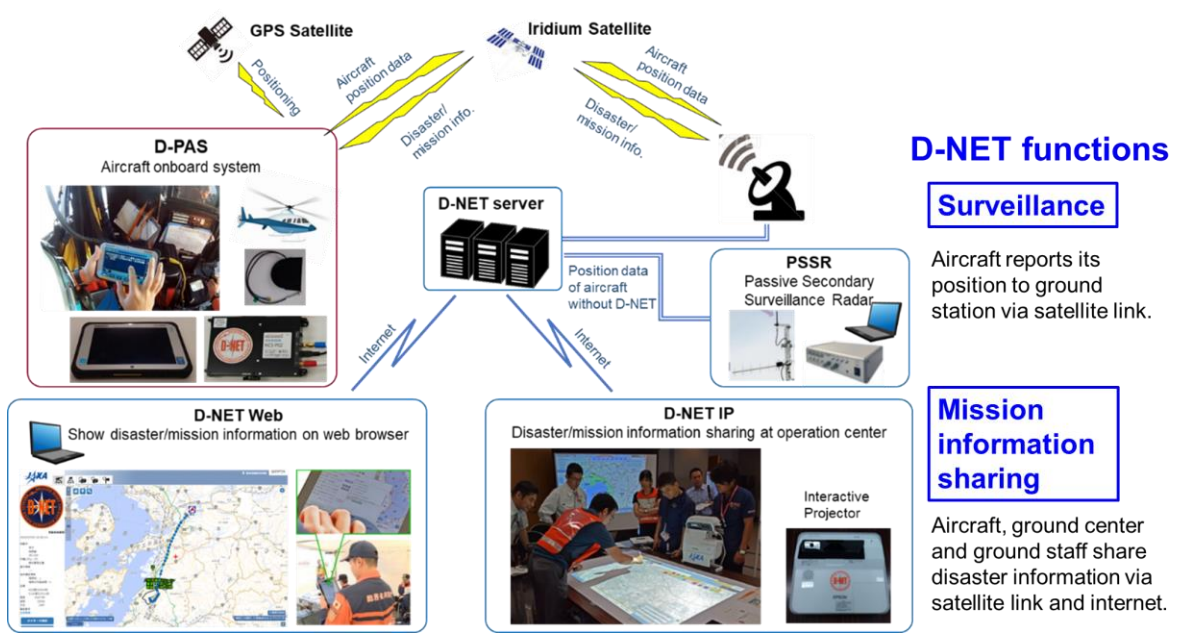 GPS Satellite
Iridium Satellite
Positioning
Aircraft
position data
Disaster/
mission info.
Aircraft
position data
Disaster/
mission info.
D-PAS
Aircraft onboard system
D-NET
D-NET server
Position data
of aircraft
without D-NET
PSSR
Passive Secondary
Surveillance Radar
Internet
Internet
D-NET Web
Show disaster/mission information on web browser
D-NET
D-NET IP
Disaster/mission information sharing at operation center
Interactive
Projector
D-NET
EPSON
D-NET functions
Surveillance
Aircraft reports its
position to ground
station via satellite link.
Mission
information
sharing
Aircraft, ground center
and ground staff share
disaster information via
satellite link and internet.